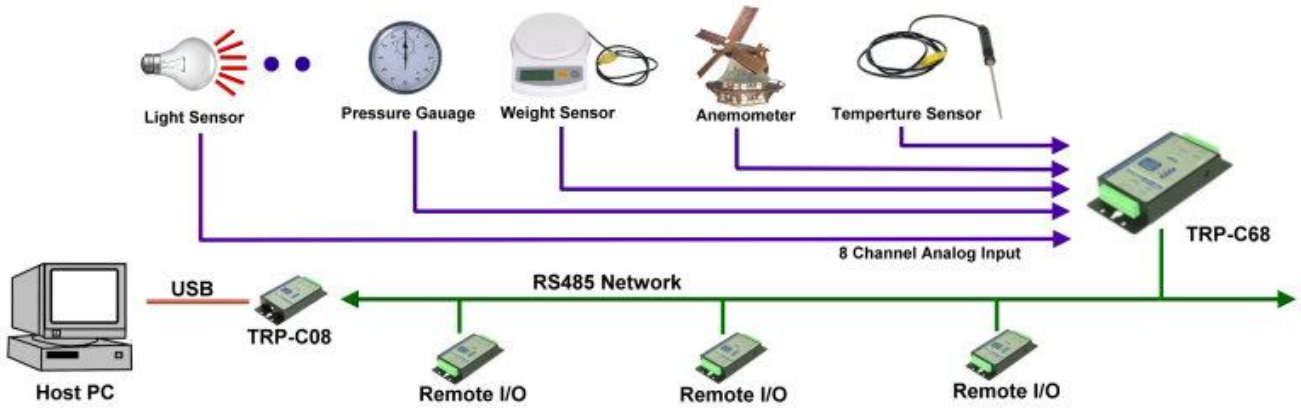 Light Sensor
Pressure Gauage
Weight Sensor
Anemometer
Temperture Sensor
TRP-C68
8 Channel Analog Input
RS485 Network
USB
TRP-C08
Host PC
Remote I/O
Remote I/O
Remote I/O